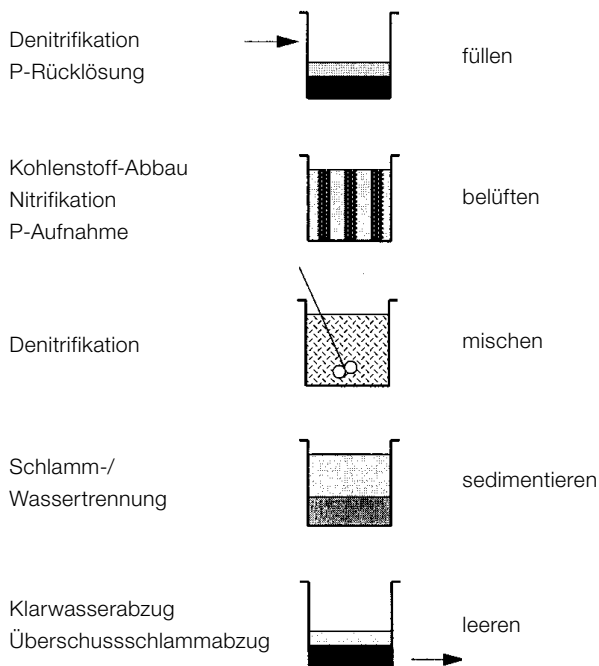 Denitrifikation
P-Rücklösung
füllen
Kohlenstoff-Abbau
Nitrifikation
P-Aufnahme
belüften
Denitrifikation
mischen
Schlamm-/
Wassertrennung
sedimentieren
Klarwasserabzug
Überschussschlammabzug
leeren